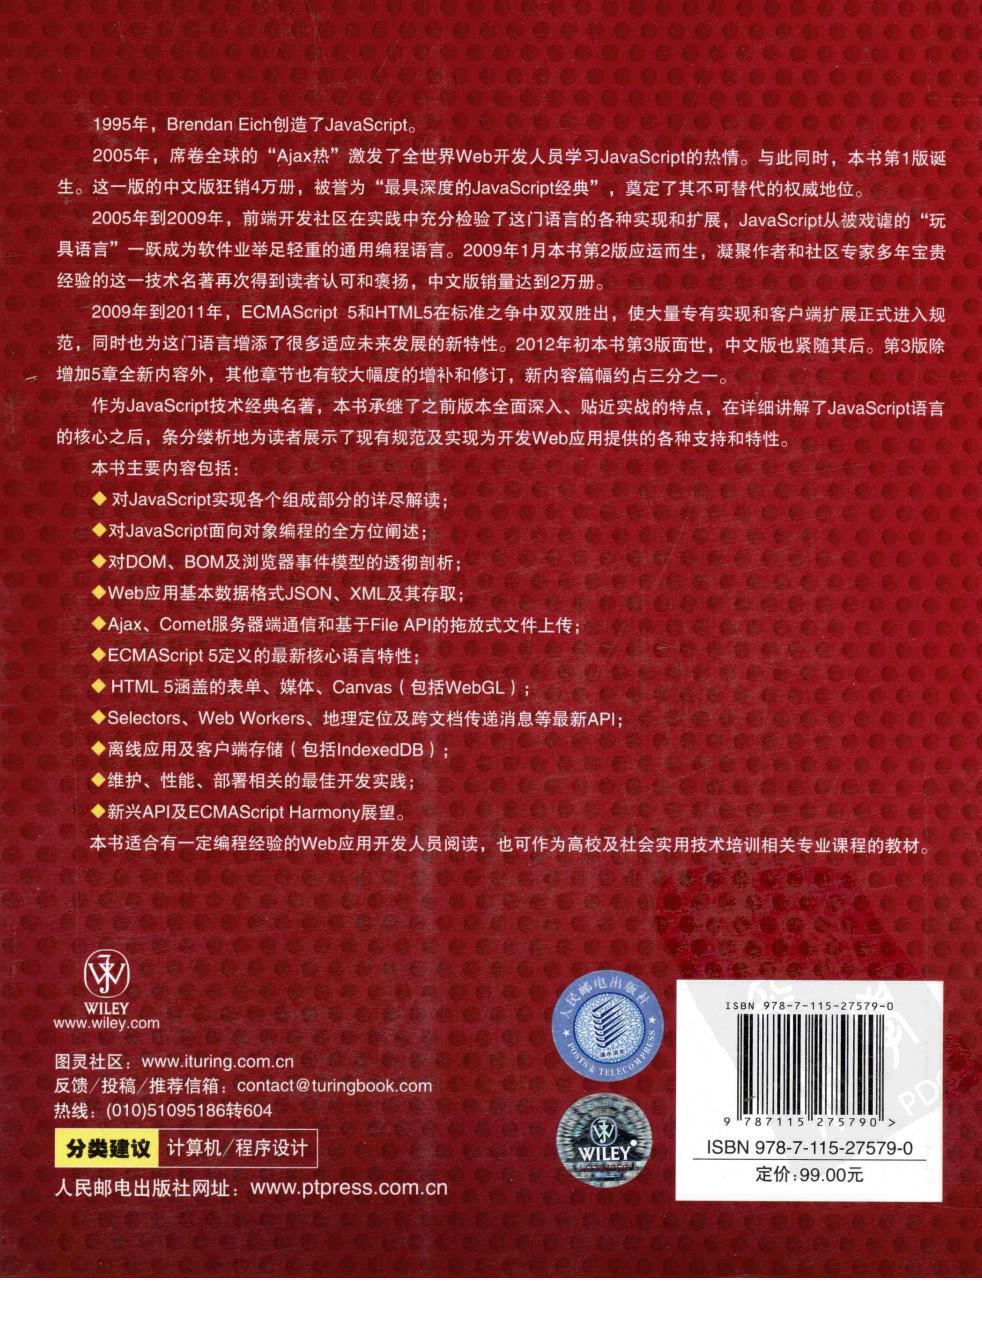 1995年，Brendan Eich创造了JavaScript。
2005年，席卷全球的“Ajax热”激发了全世界Web开发人员学习JavaScript的热情。与此同时，本书第1版诞
生。这一版的中文版狂销4万册，被誉为“最具深度的JavaScript经典”，奠定了其不可替代的权威地位。
2005年到2009年，前端开发社区在实践中充分检验了这门语言的各种实现和扩展，JavaScript从被戏谑的“玩
具语言”一跃成为软件业举足轻重的通用编程语言。2009年1月本书第2版应运而生，凝聚作者和社区专家多年宝贵
经验的这一技术名著再次得到读者认可和褒扬，中文版销量达到2万册。
2009年到2011年，ECMAScript 5和HTML5在标准之争中双双胜出，使大量专有实现和客户端扩展正式进入规
范，同时也为这门语言增添了很多适应未来发展的新特性。2012年初本书第3版面世，中文版也紧随其后。第3版除
增加5章全新内容外，其他章节也有较大幅度的增补和修订，新内容篇幅约占三分之一。
作为JavaScript技术经典名著，本书承继了之前版本全面深入、贴近实战的特点，在详细讲解了JavaScript语言
的核心之后，条分缕析地为读者展示了现有规范及实现为开发Web应用提供的各种支持和特性。
本书主要内容包括：
◆ 对JavaScript实现各个组成部分的详尽解读；
◆对JavaScript面向对象编程的全方位阐述；
◆对DOM、BOM及浏览器事件模型的透彻剖析；
◆Web应用基本数据格式JSON、XML及其存取；
◆Ajax、Comet服务器端通信和基于File API的拖放式文件上传；
◆ECMAScript 5定义的最新核心语言特性；
◆ HTML 5涵盖的表单、媒体、Canvas（包括WebGL）；
◆Selectors、Web Workers、地理定位及跨文档传递消息等最新API；
◆离线应用及客户端存储（包括IndexedDB）；
◆维护、性能、部署相关的最佳开发实践；
◆新兴API及ECMAScript Harmony展望。
本书适合有一定编程经验的Web应用开发人员阅读，也可作为高校及社会实用技术培训相关专业课程的教材。
WILEY
www.wiley.com
图灵社区：www.ituring.com.cn
反馈/投稿/推荐信箱：contact@turingbook.com
热线：(010)51095186转604
分类建议 计算机/程序设计
人民邮电出版社网址：www.ptpress.com.cn
人民邮电出版社
POSTS & TELECOM PRESS
WILEY
ISBN 978-7-115-27579-0
9 787115 275790 >
ISBN 978-7-115-27579-0
定价：99.00元
PD